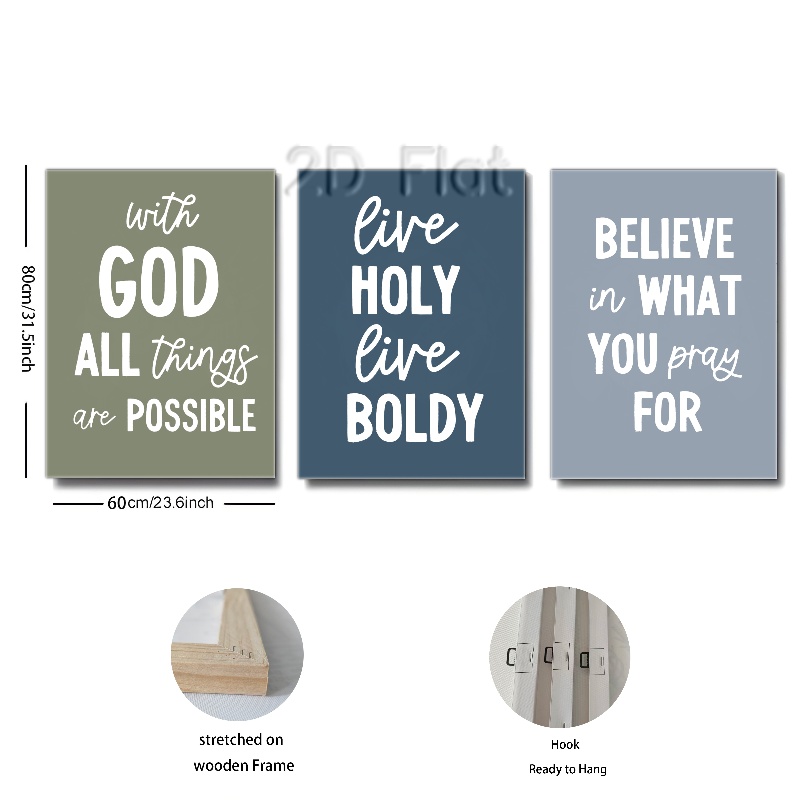 2D Flat
with
GOD
ALL things
are POSSIBLE
live
HOLY
live
BOLDY
BELIEVE
in WHAT
YOU pray
FOR
80cm/31.5inch
60cm/23.6inch
stretched on
wooden Frame
Hook
Ready to Hang